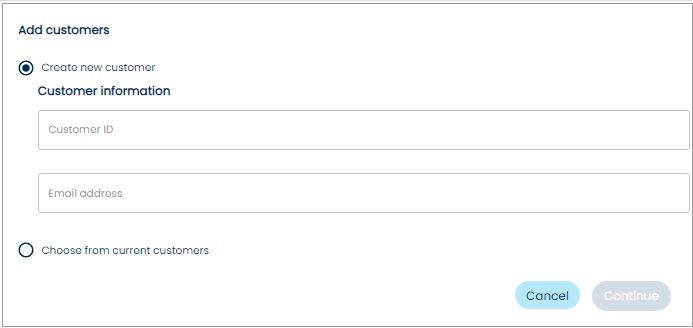 Add customers
Create new customer
Customer information
Customer ID
Email address
Choose from current customers
Cancel
Continue